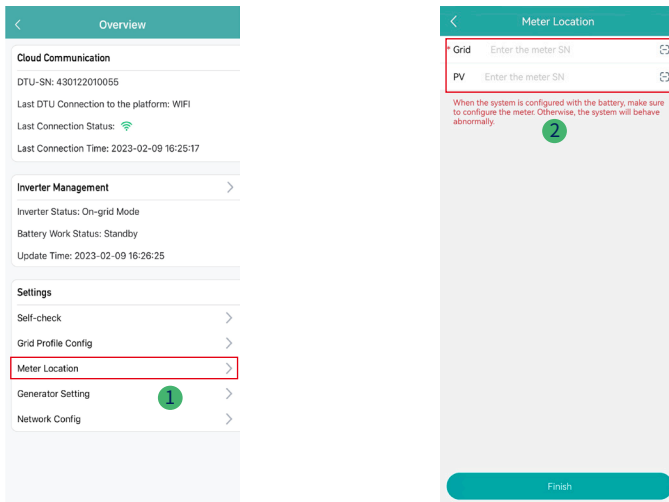 Overview
Cloud Communication
DTU-SN: 430122010055
Last DTU Connection to the platform: WIFI
Last Connection Status:
Last Connection Time: 2023-02-09 16:25:17
Inverter Management
Inverter Status: On-grid Mode
Battery Work Status: Standby
Update Time: 2023-02-09 16:26:25
Settings
Self-check
Grid Profile Config
Meter Location
Generator Setting
1
Network Config
Meter Location
* Grid Enter the meter SN
PV Enter the meter SN
When the system is configured with the battery, make sure
to configure the meter. Otherwise, the system will behave
abnormally.
2
Finish